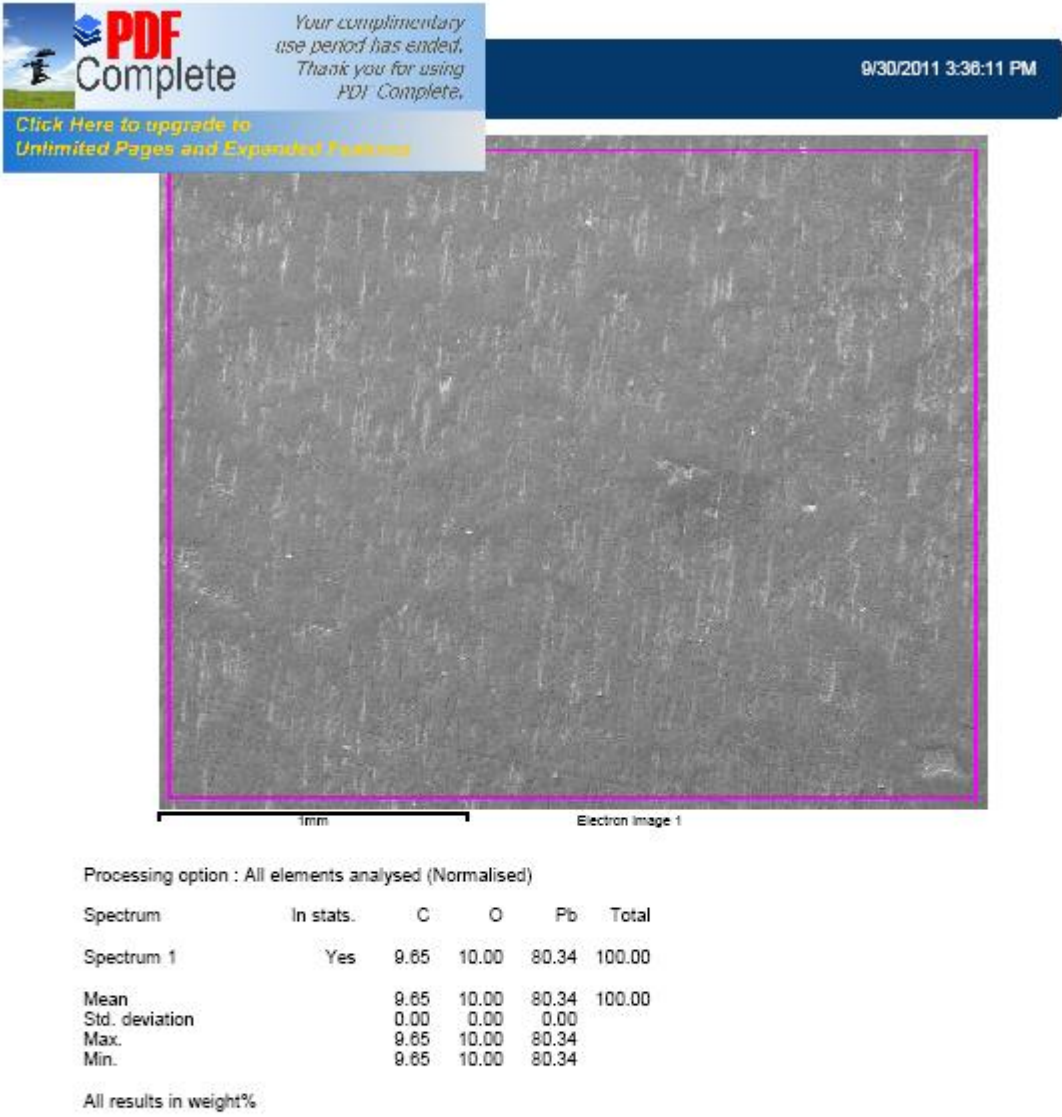 PDF
Complete
Your complimentary
use period has ended.
Thank you for using
PDF Complete.
Click Here to upgrade to
Unlimited Pages and Expanded Features
9/30/2011 3:36:11 PM
1mm Electron Image 1
Processing option : All elements analysed (Normalised)
Spectrum In stats. C O Pb Total
Spectrum 1 Yes 9.65 10.00 80.34 100.00
Mean 9.65 10.00 80.34 100.00
Std. deviation 0.00 0.00 0.00
Max. 9.65 10.00 80.34
Min. 9.65 10.00 80.34
All results in weight%